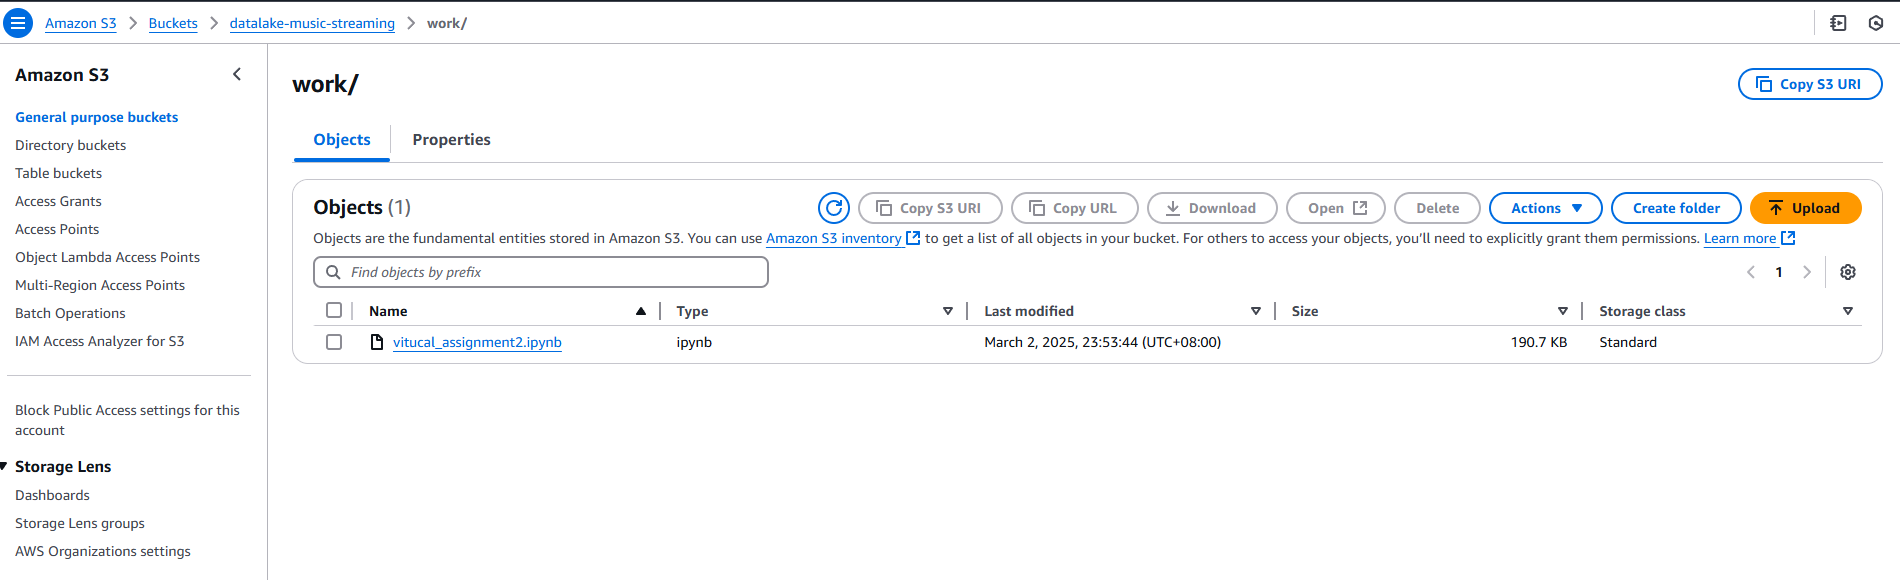 Amazon S3 > Buckets > datalake-music-streaming > work/
Amazon S3
General purpose buckets
Directory buckets
Table buckets
Access Grants
Access Points
Object Lambda Access Points
Multi-Region Access Points
Batch Operations
IAM Access Analyzer for S3
Block Public Access settings for this
account
Storage Lens
Dashboards
Storage Lens groups
AWS Organizations settings
work/
Copy S3 URI
Objects Properties
Objects (1)
Copy S3 URI Copy URL Download Open Delete Actions Create folder Upload
Objects are the fundamental entities stored in Amazon S3. You can use Amazon S3 inventory to get a list of all objects in your bucket. For others to access your objects, you’ll need to explicitly grant them permissions. Learn more
Find objects by prefix
1
Name Type Last modified Size Storage class
vitucal_assignment2.ipynb ipynb March 2, 2025, 23:53:44 (UTC+08:00) 190.7 KB Standard